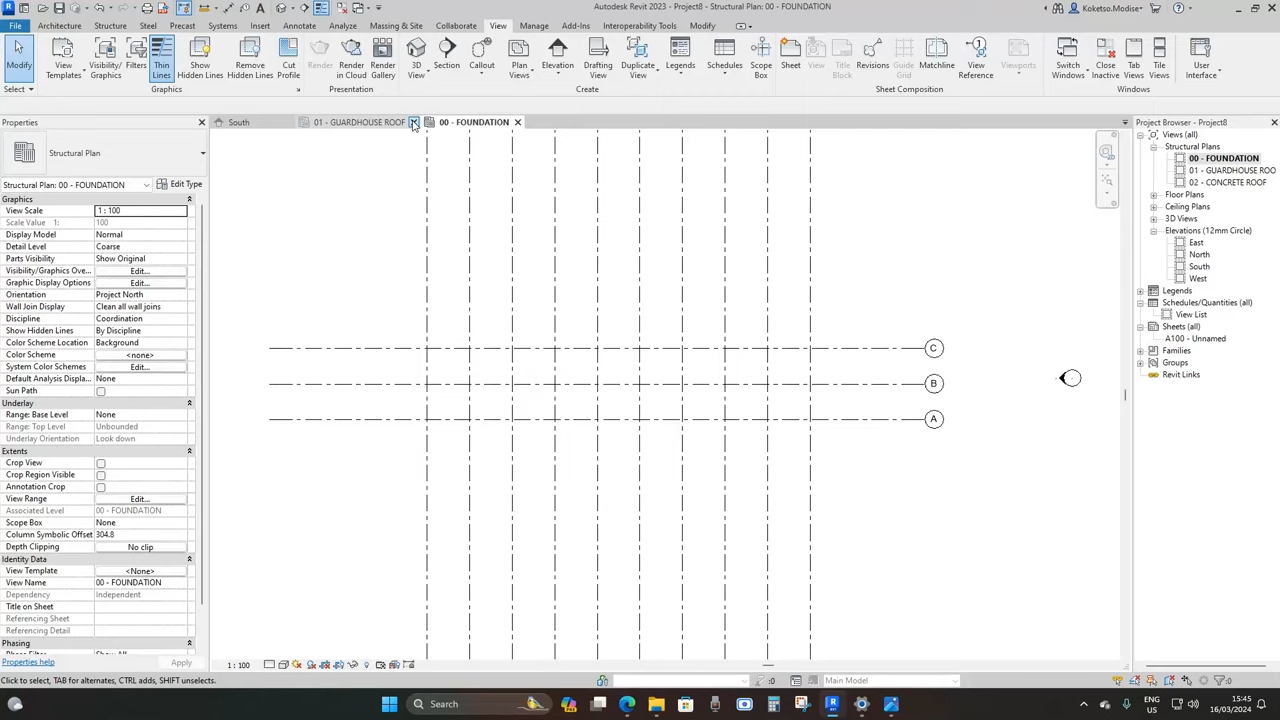 Autodesk Revit 2023 - Project8 - Structural Plan: 00 - FOUNDATION
Koketso.Modise...
File Architecture Structure Steel Precast Systems Insert Annotate Analyze Massing & Site Collaborate View Manage Add-Ins Interoperability Tools Modify
Modify
View Templates
Visibility/ Graphics
Filters
Thin Lines
Show Hidden Lines
Remove Hidden Lines
Cut Profile
Render
Render in Cloud
Render Gallery
3D View
Section
Callout
Plan Views
Elevation
Drafting View
Duplicate View
Legends
Schedules
Scope Box
Sheet
View
Title Block
Revisions
Guide Grid
Matchline
View Reference
Viewports
Switch Windows
Close Inactive
Tab Views
Tile Views
User Interface
Select Graphics Presentation Create Sheet Composition Windows
Properties
South
01 - GUARDHOUSE ROOF
00 - FOUNDATION
Structural Plan
Structural Plan: 00 - FOUNDATION Edit Type
Graphics
View Scale 1 : 100
Scale Value 1: 100
Display Model Normal
Detail Level Coarse
Parts Visibility Show Original
Visibility/Graphics Ove... Edit...
Graphic Display Options Edit...
Orientation Project North
Wall Join Display Clean all wall joins
Discipline Coordination
Show Hidden Lines By Discipline
Color Scheme Location Background
Color Scheme <none>
System Color Schemes Edit...
Default Analysis Displa... None
Sun Path
Underlay
Range: Base Level None
Range: Top Level Unbounded
Underlay Orientation Look down
Extents
Crop View
Crop Region Visible
Annotation Crop
View Range Edit...
Associated Level 00 - FOUNDATION
Scope Box None
Column Symbolic Offset 304.8
Depth Clipping No clip
Identity Data
View Template <None>
View Name 00 - FOUNDATION
Dependency Independent
Title on Sheet
Referencing Sheet
Referencing Detail
Phasing
Phase Filter Show All
Properties help Apply
C
B
A
Project Browser - Project8
Views (all)
Structural Plans
00 - FOUNDATION
01 - GUARDHOUSE ROO
02 - CONCRETE ROOF
Floor Plans
Ceiling Plans
3D Views
Elevations (12mm Circle)
East
North
South
West
Legends
Schedules/Quantities (all)
View List
Sheets (all)
A100 - Unnamed
Families
Groups
Revit Links
1 : 100
Click to select, TAB for alternates, CTRL adds, SHIFT unselects.
:0
Main Model
:0
Search
ENG
US
15:45
16/03/2024